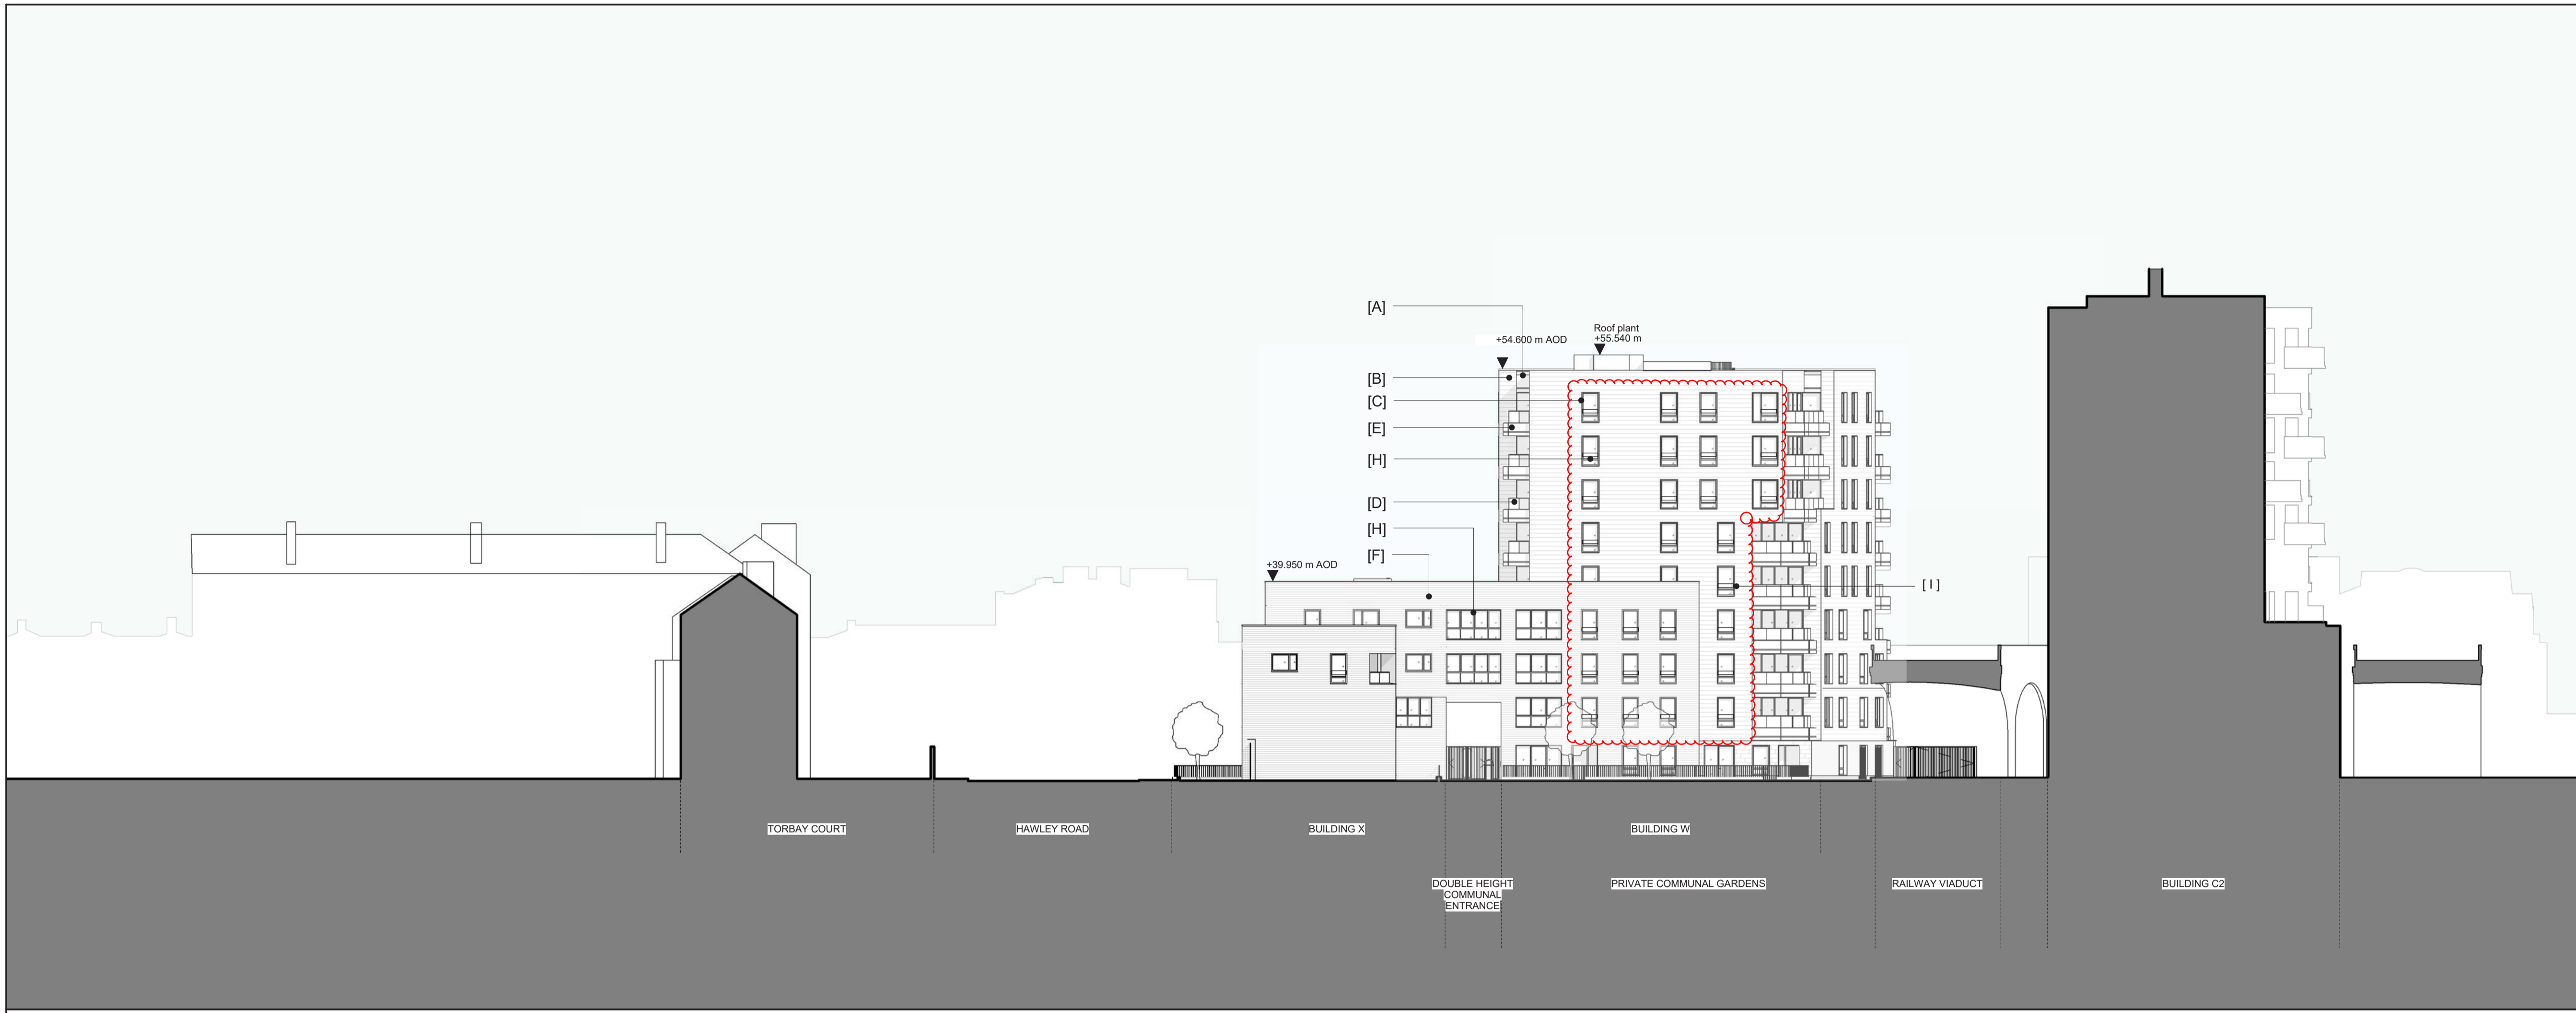 [A]
Roof plant
+55.540 m
+54.600 m AOD
[B]
[C]
[E]
[H]
[D]
[H]
[F]
+39.950 m AOD
[ I ]
TORBAY COURT
HAWLEY ROAD
BUILDING X
BUILDING W
DOUBLE HEIGHT
COMMUNAL
ENTRANCE
PRIVATE COMMUNAL GARDENS
RAILWAY VIADUCT
BUILDING C2